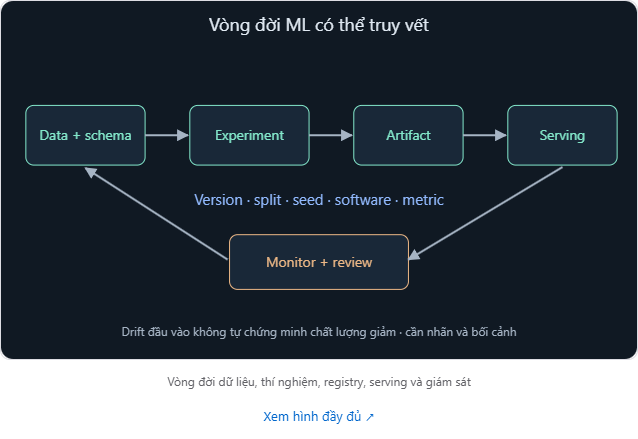 Vòng đời ML có thể truy vết
Data + schema
Experiment
Artifact
Serving
Version · split · seed · software · metric
Monitor + review
Drift đầu vào không tự chứng minh chất lượng giảm · cần nhãn và bối cảnh
Vòng đời dữ liệu, thí nghiệm, registry, serving và giám sát
Xem hình đầy đủ ↗